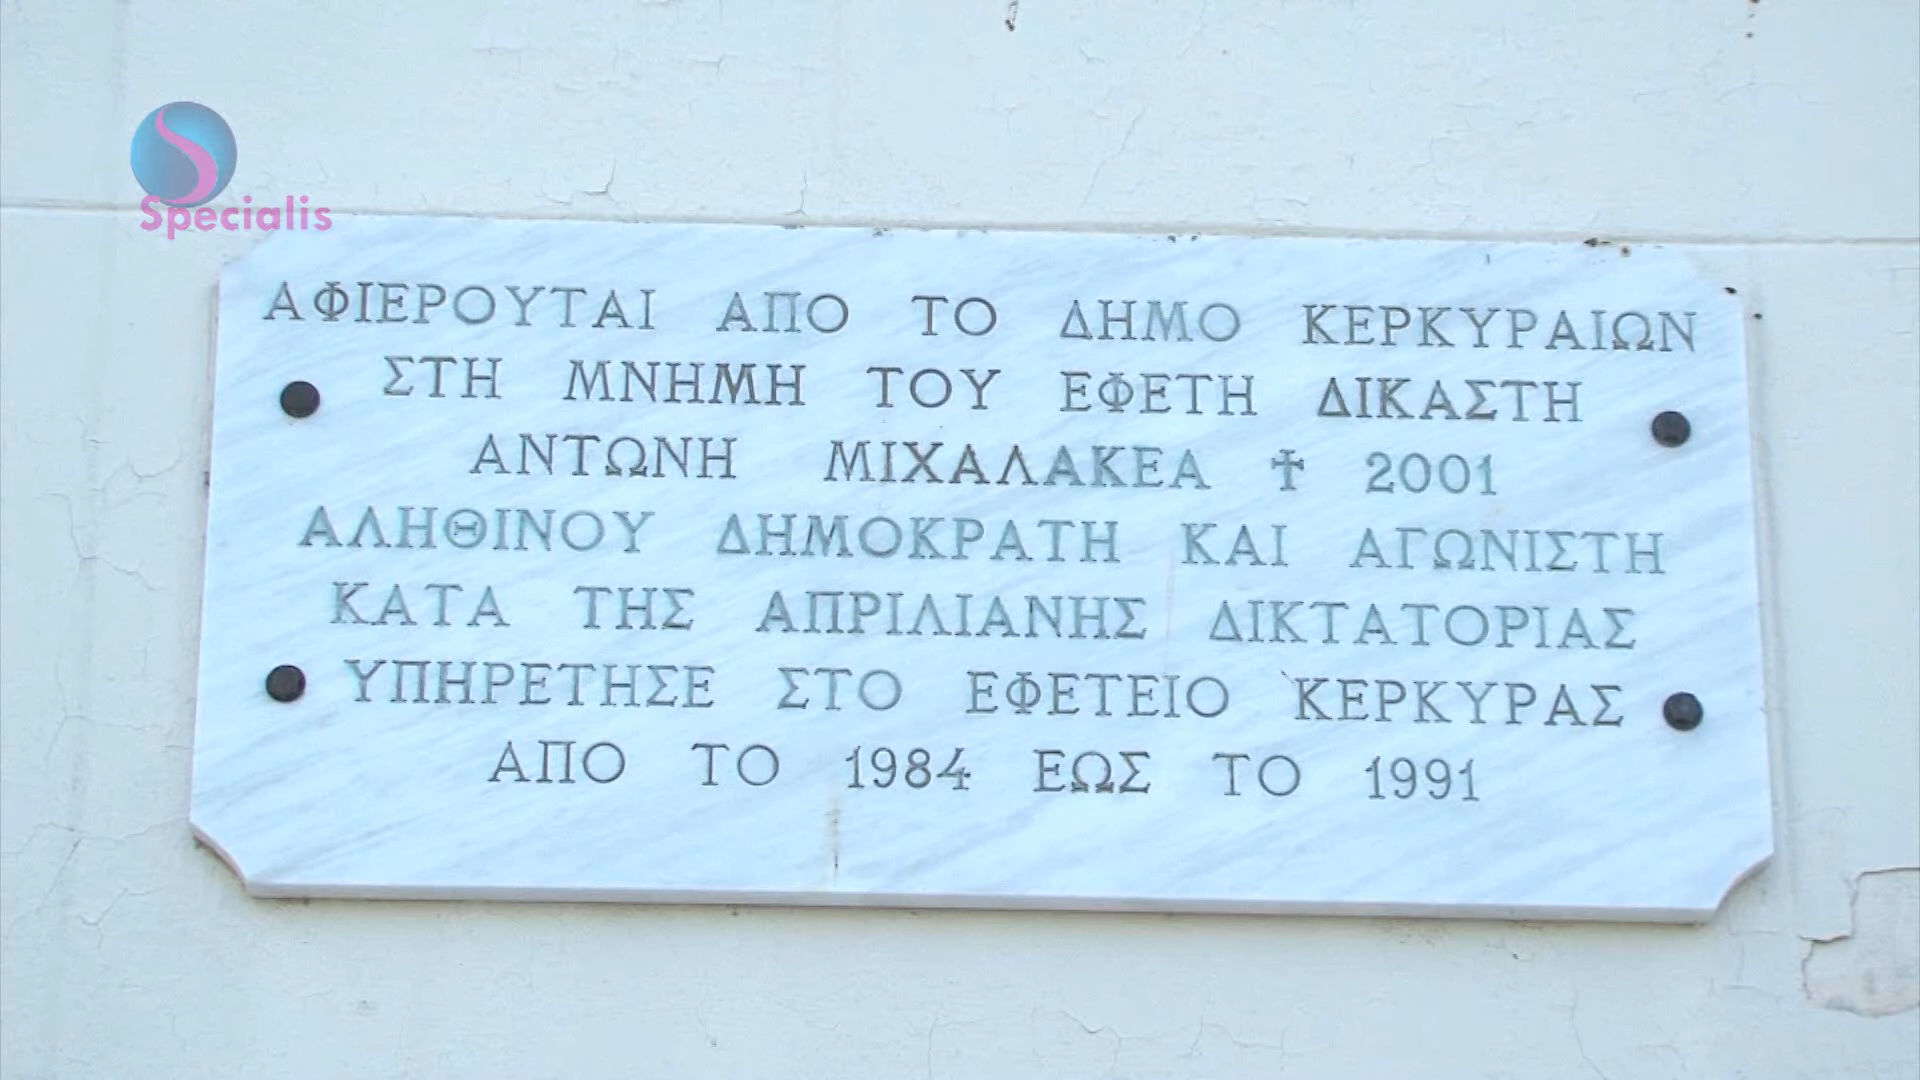 Specialis
ΑΦΙΕΡΟΥΤΑΙ ΑΠΟ ΤΟ ΔΗΜΟ ΚΕΡΚΥΡΑΙΩΝ
ΣΤΗ ΜΝΗΜΗ ΤΟΥ ΕΦΕΤΗ ΔΙΚΑΣΤΗ
ΑΝΤΩΝΗ ΜΙΧΑΛΑΚΕΑ ✝ 2001
ΑΛΗΘΙΝΟΥ ΔΗΜΟΚΡΑΤΗ ΚΑΙ ΑΓΩΝΙΣΤΗ
ΚΑΤΑ ΤΗΣ ΑΠΡΙΛΙΑΝΗΣ ΔΙΚΤΑΤΟΡΙΑΣ
ΥΠΗΡΕΤΗΣΕ ΣΤΟ ΕΦΕΤΕΙΟ ΚΕΡΚΥΡΑΣ
ΑΠΟ ΤΟ 1984 ΕΩΣ ΤΟ 1991